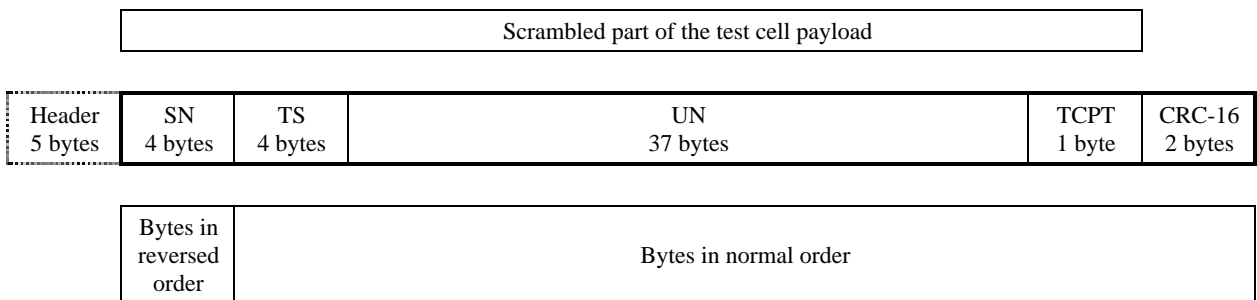 Scrambled part of the test cell payload
Header SN TS UN TCPT CRC-16
5 bytes 4 bytes 4 bytes 37 bytes 1 byte 2 bytes
Bytes in
reversed
order
Bytes in normal order